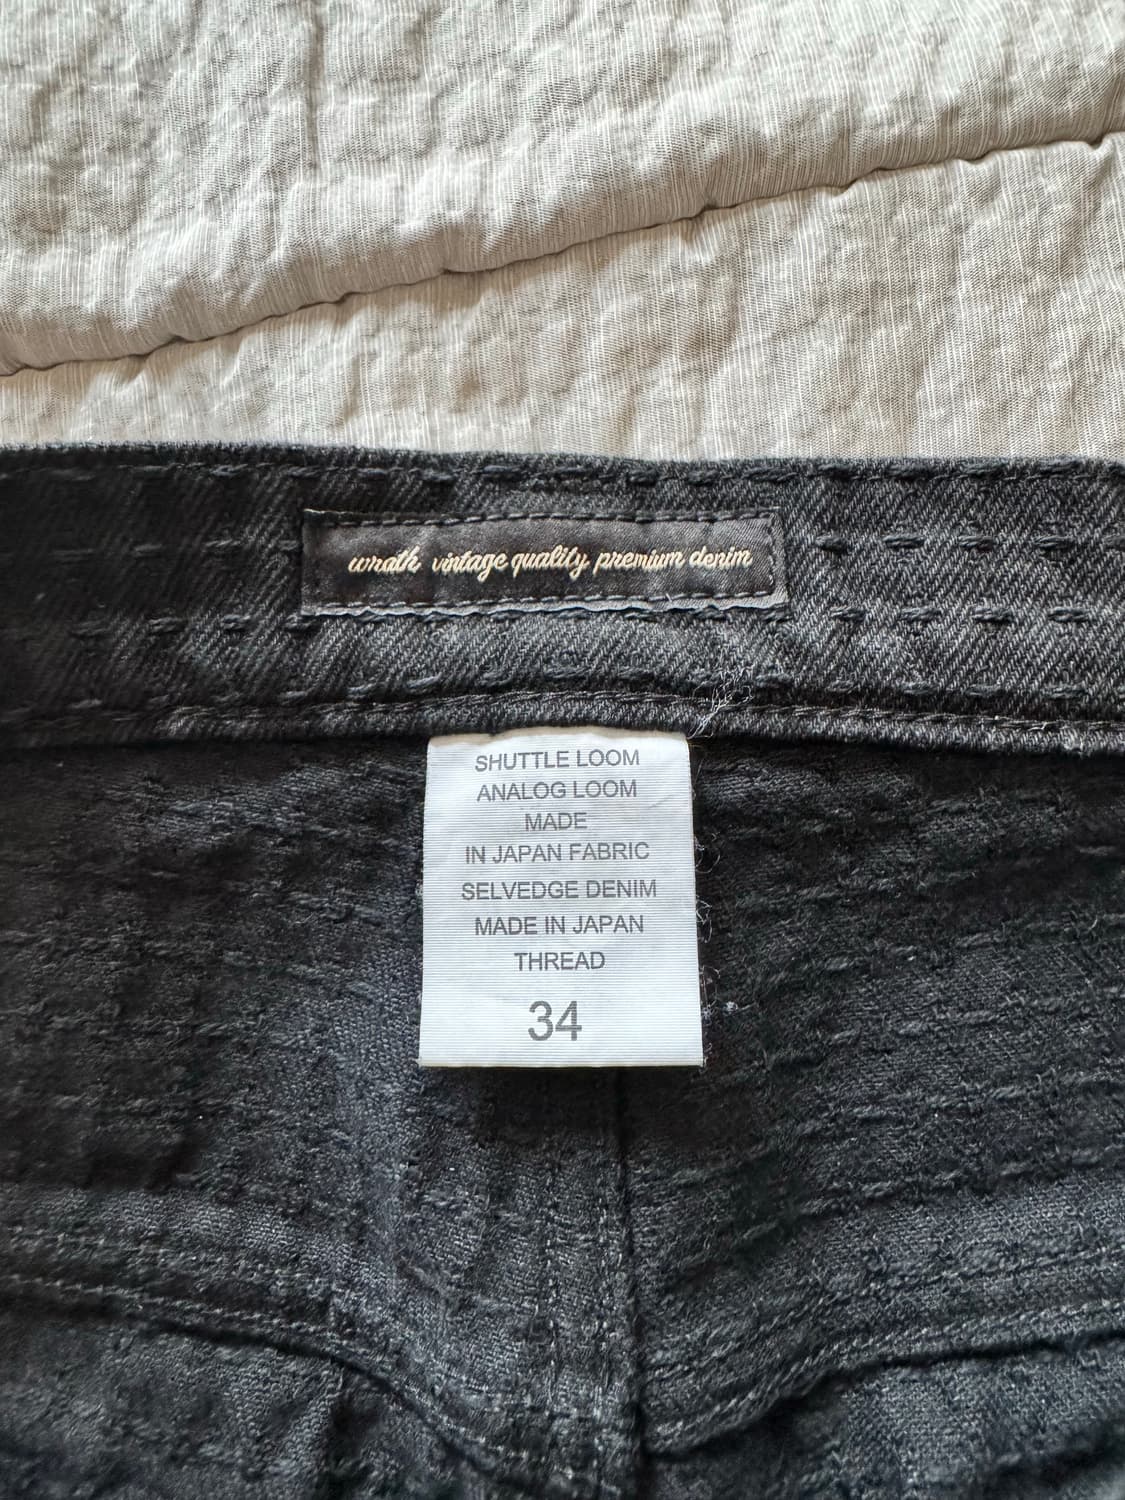 wrath vintage quality premium denim
SHUTTLE LOOM
ANALOG LOOM
MADE
IN JAPAN FABRIC
SELVEDGE DENIM
MADE IN JAPAN
THREAD
34